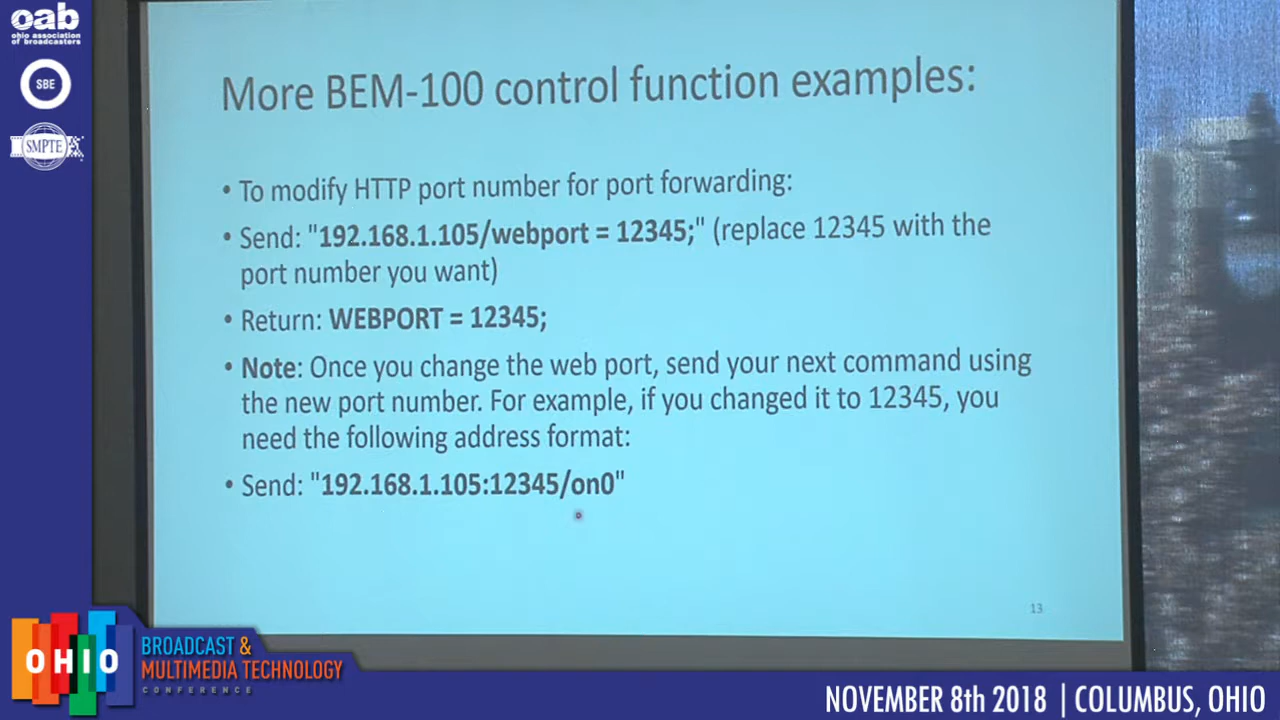 oab
ohio association
of broadcasters
SBE
SMPTE
More BEM-100 control function examples:
• To modify HTTP port number for port forwarding:
• Send: "192.168.1.105/webport = 12345;" (replace 12345 with the
port number you want)
• Return: WEBPORT = 12345;
• Note: Once you change the web port, send your next command using
the new port number. For example, if you changed it to 12345, you
need the following address format:
• Send: "192.168.1.105:12345/on0"
13
OHIO
BROADCAST &
MULTIMEDIA TECHNOLOGY
CONFERENCE
NOVEMBER 8th 2018 | COLUMBUS, OHIO